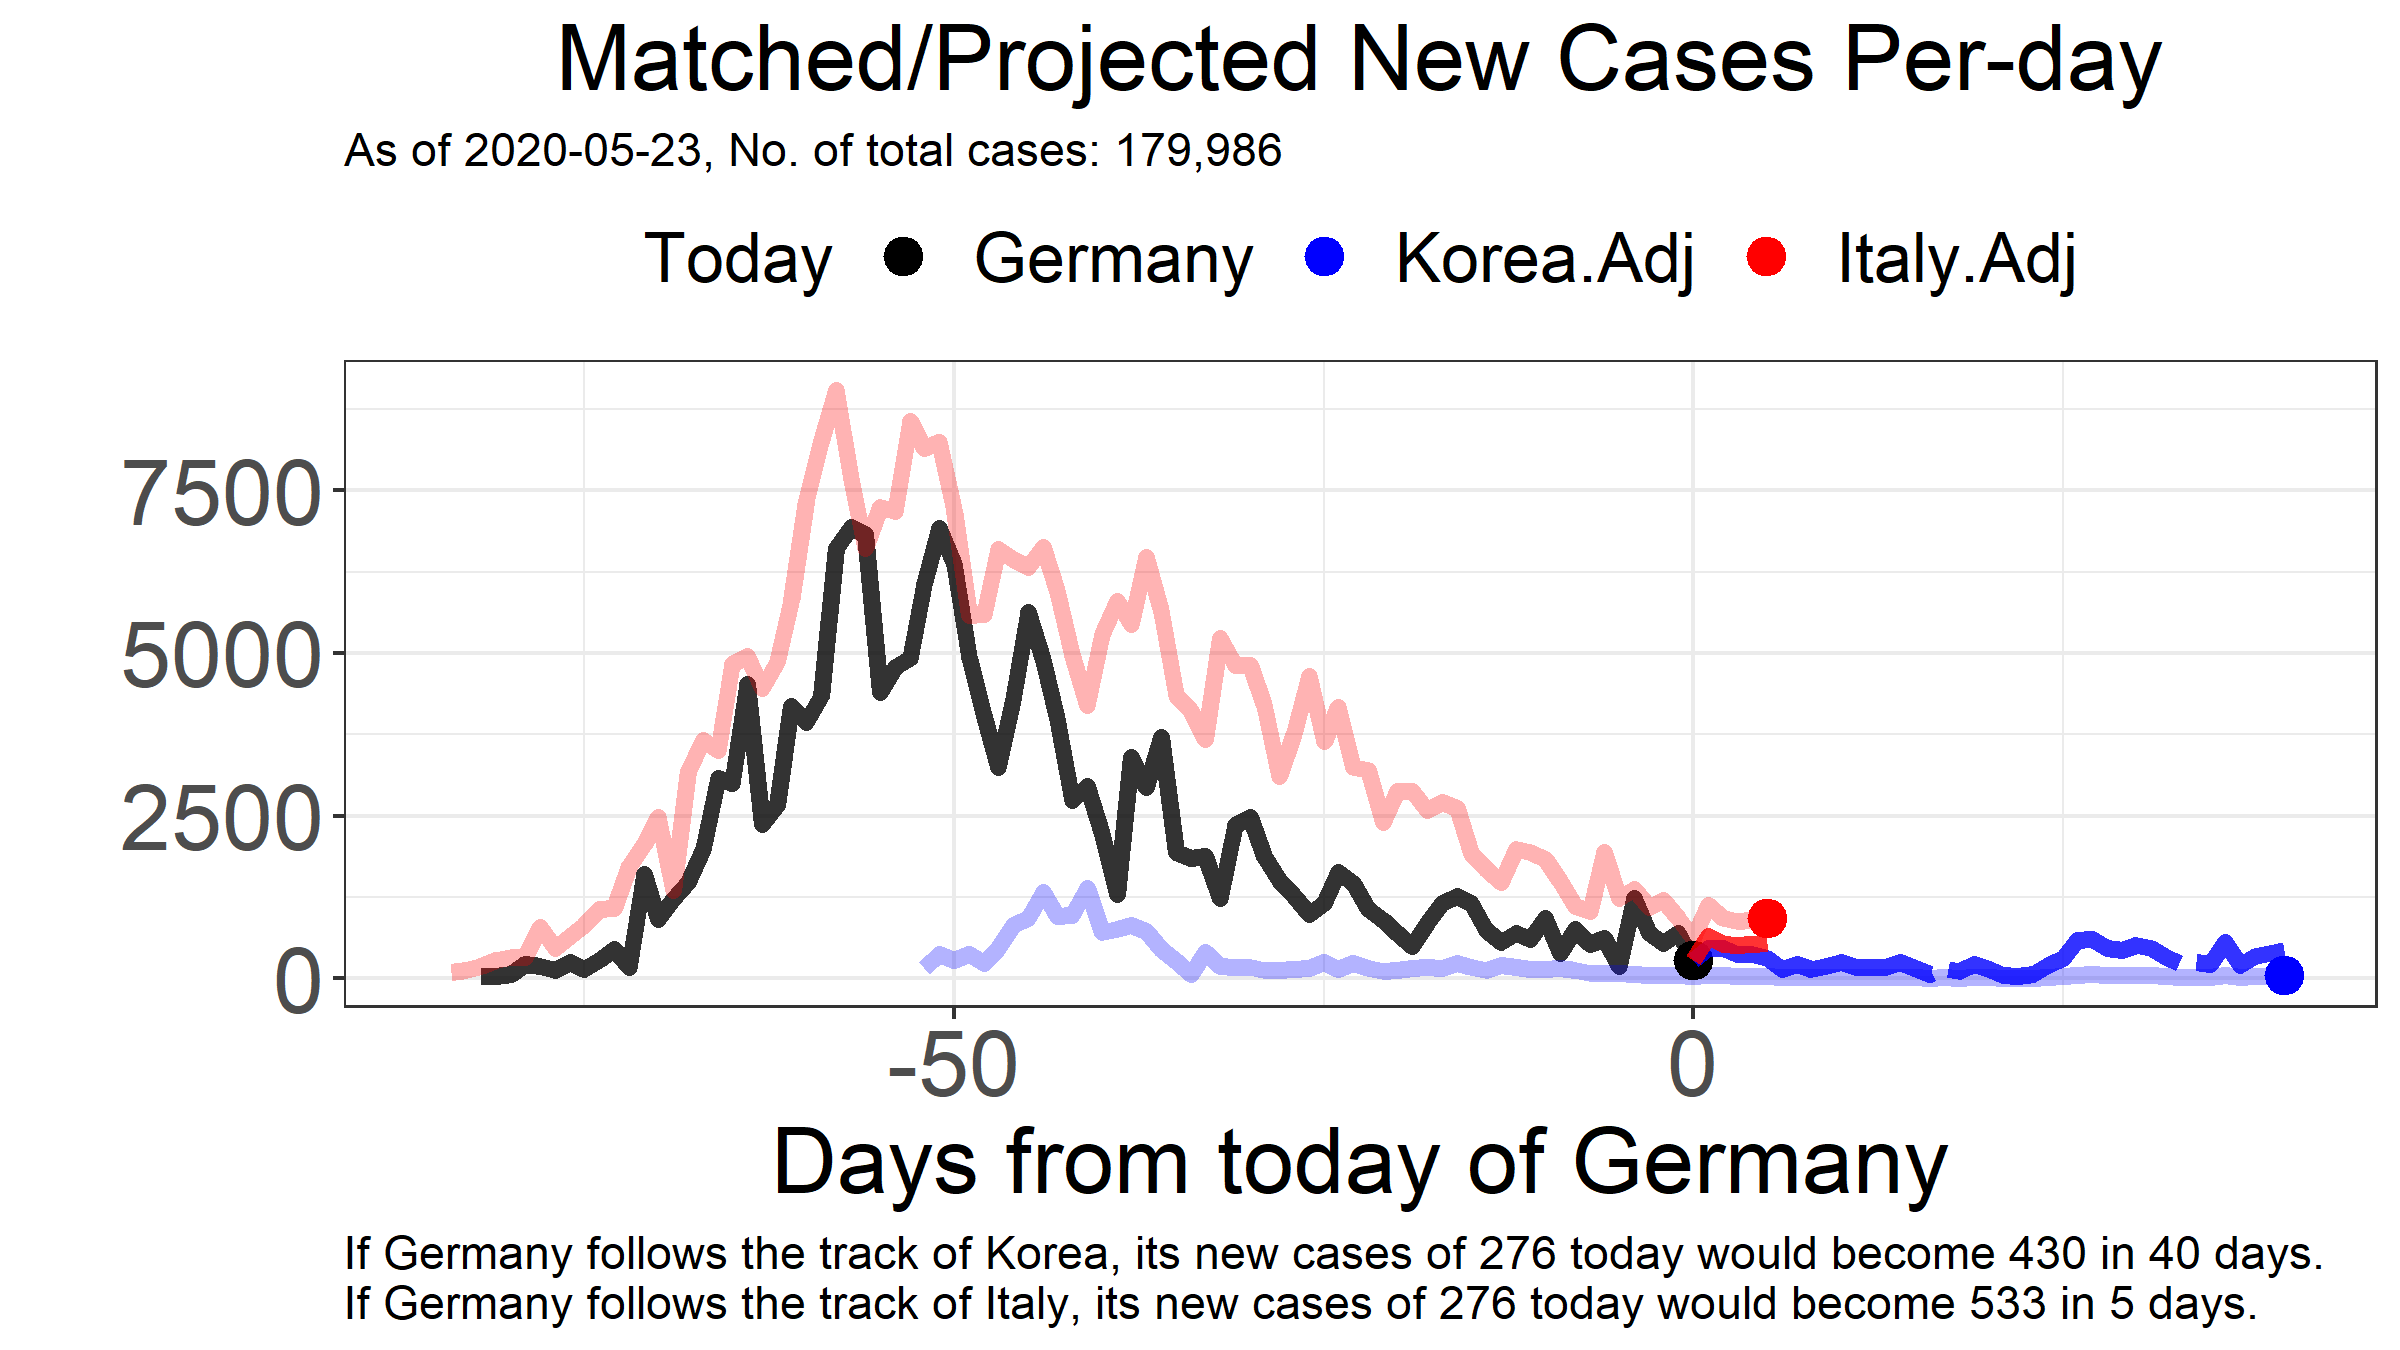 Matched/Projected New Cases Per-day
As of 2020-05-23, No. of total cases: 179,986
Today Germany Korea.Adj Italy.Adj
7500
5000
2500
0
-50 0
Days from today of Germany
If Germany follows the track of Korea, its new cases of 276 today would become 430 in 40 days.
If Germany follows the track of Italy, its new cases of 276 today would become 533 in 5 days.